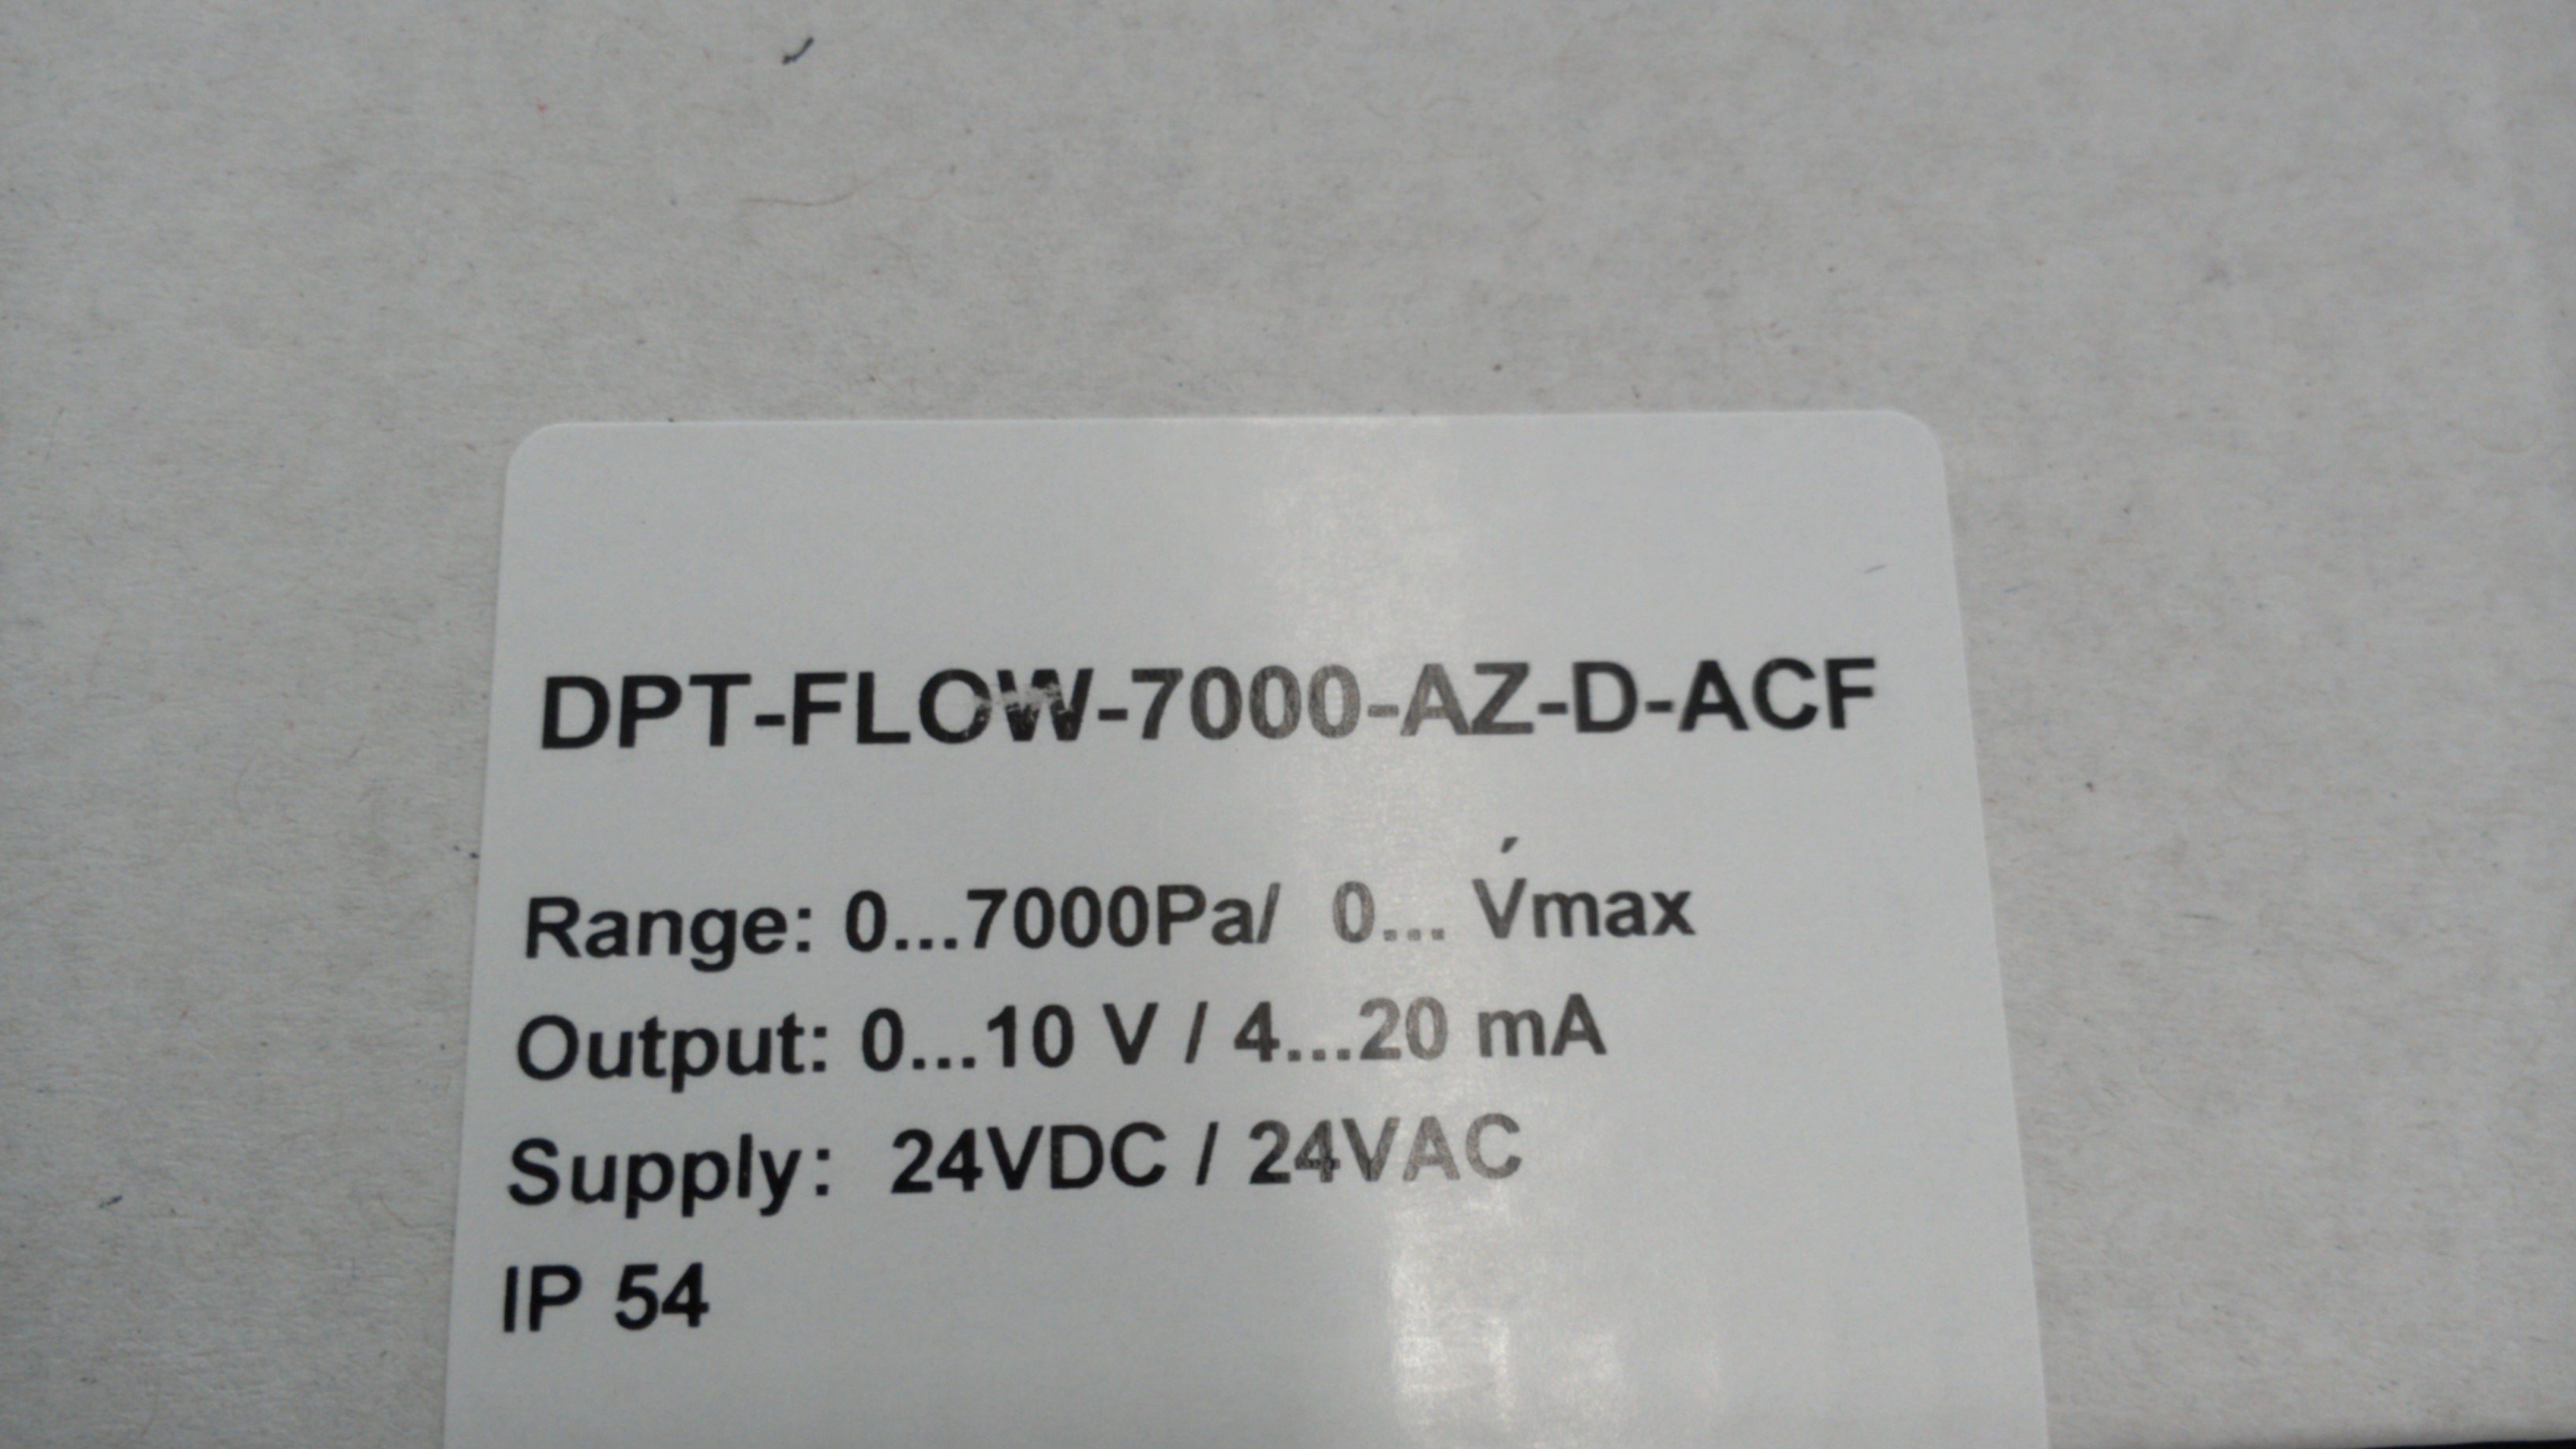 DPT-FLOW-7000-AZ-D-ACF
Range: 0...7000Pa/  0... V́max
Output: 0...10 V / 4...20 mA
Supply:  24VDC / 24VAC
IP 54